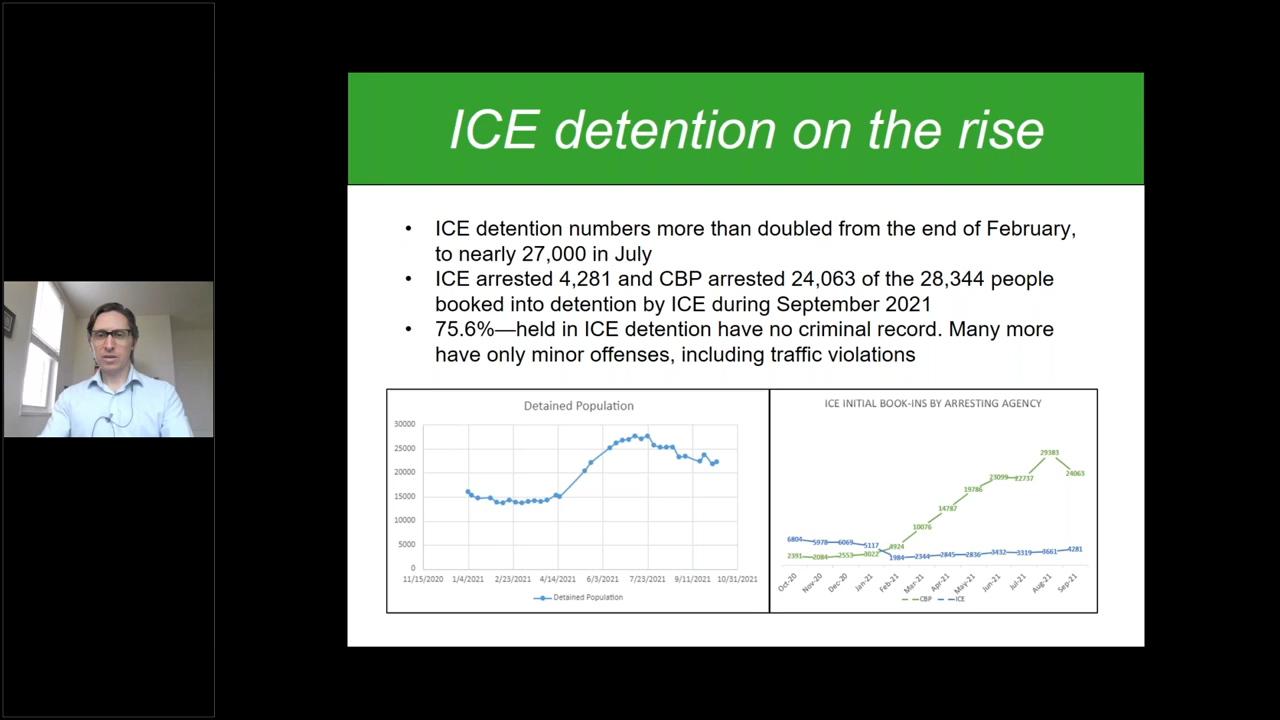 ICE detention on the rise
• ICE detention numbers more than doubled from the end of February,
to nearly 27,000 in July
• ICE arrested 4,281 and CBP arrested 24,063 of the 28,344 people
booked into detention by ICE during September 2021
• 75.6%—held in ICE detention have no criminal record. Many more
have only minor offenses, including traffic violations
Detained Population
30000
25000
20000
15000
10000
5000
0
11/15/2020 1/4/2021 2/23/2021 4/14/2021 6/3/2021 7/23/2021 9/11/2021 10/31/2021
Detained Population
ICE INITIAL BOOK-INS BY ARRESTING AGENCY
29383
24063
23099 22737
19786
14787
10076
6804 5978 6069 5117 4924
2391 2084 2553 3022 1984 2344 2845 2836 3432 3319 3661 4281
Oct-20 Nov-20 Dec-20 Jan-21 Feb-21 Mar-21 Apr-21 May-21 Jun-21 Jul-21 Aug-21 Sep-21
CBP ICE